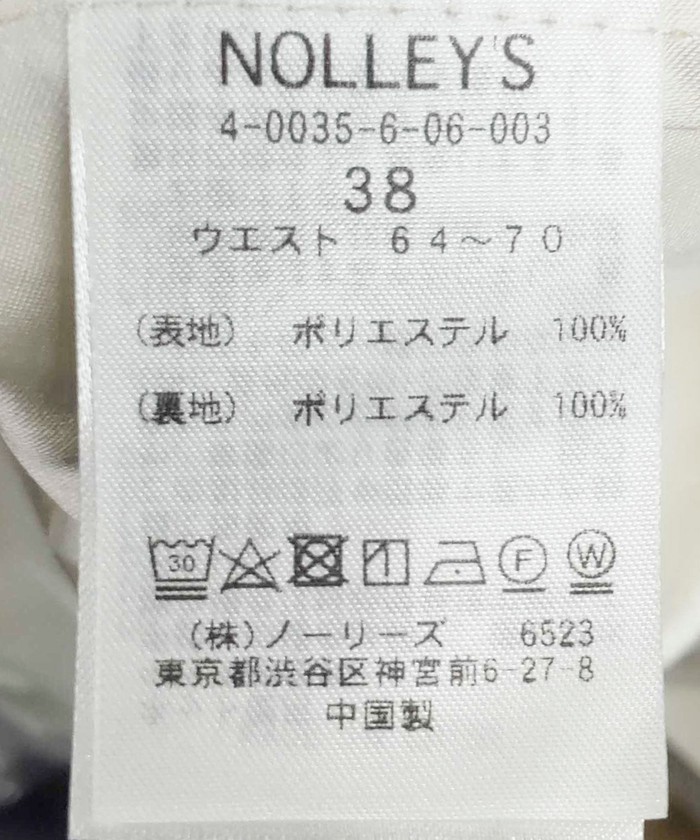 NOLLEY'S
4-0035-6-06-003
38
ウエスト 64～70
(表地) ポリエステル 100%
(裏地) ポリエステル 100%
30 F W
(株)ノーリーズ 6523
東京都渋谷区神宮前6-27-8
中国製